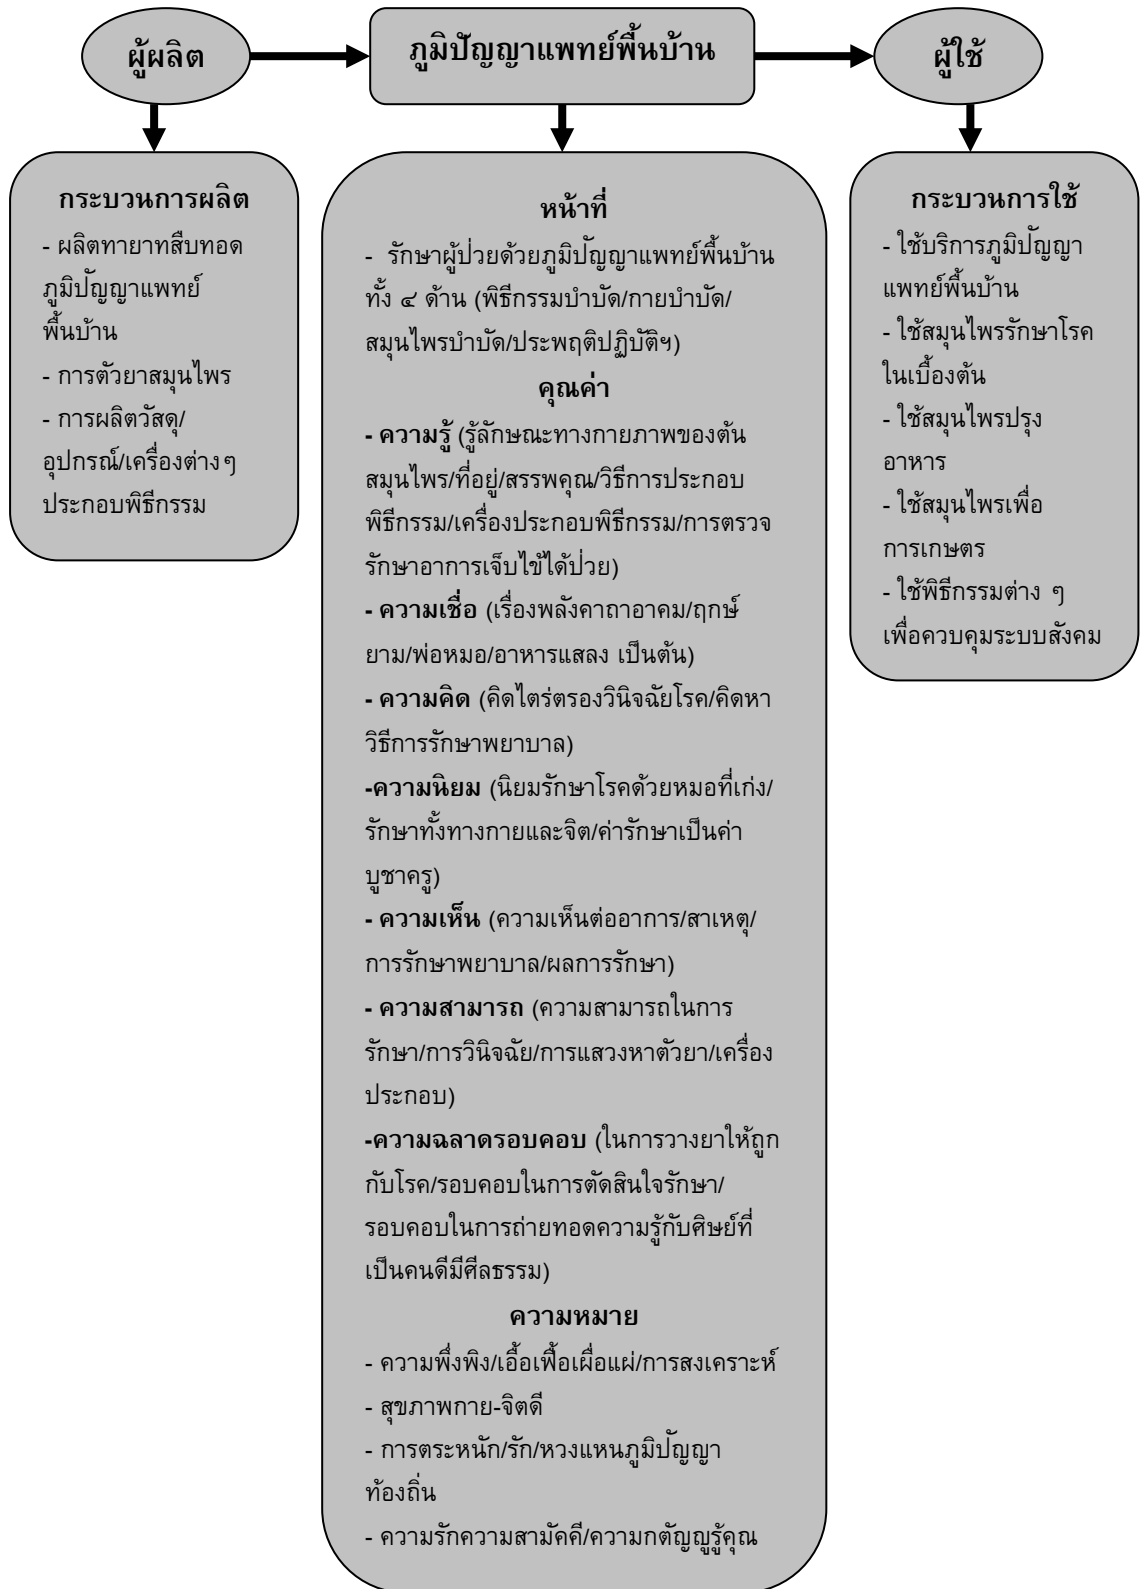 ผู้ผลิต
ภูมิปัญญาแพทย์พื้นบ้าน
ผู้ใช้
กระบวนการผลิต
- ผลิตทายาทสืบทอด
ภูมิปัญญาแพทย์
พื้นบ้าน
- การตัวยาสมุนไพร
- การผลิตวัสดุ/
อุปกรณ์/เครื่องต่างๆ
ประกอบพิธีกรรม
หน้าที่
- รักษาผู้ป่วยด้วยภูมิปัญญาแพทย์พื้นบ้าน
ทั้ง ๔ ด้าน (พิธีกรรมบำบัด/กายบำบัด/
สมุนไพรบำบัด/ประพฤติปฏิบัติฯ)
คุณค่า
- ความรู้ (รู้ลักษณะทางกายภาพของต้น
สมุนไพร/ที่อยู่/สรรพคุณ/วิธีการประกอบ
พิธีกรรม/เครื่องประกอบพิธีกรรม/การตรวจ
รักษาอาการเจ็บไข้ได้ป่วย)
- ความเชื่อ (เรื่องพลังคาถาอาคม/ฤกษ์
ยาม/พ่อหมอ/อาหารแสลง เป็นต้น)
- ความคิด (คิดไตร่ตรองวินิจฉัยโรค/คิดหา
วิธีการรักษาพยาบาล)
-ความนิยม (นิยมรักษาโรคด้วยหมอที่เก่ง/
รักษาทั้งทางกายและจิต/ค่ารักษาเป็นค่า
บูชาครู)
- ความเห็น (ความเห็นต่ออาการ/สาเหตุ/
การรักษาพยาบาล/ผลการรักษา)
- ความสามารถ (ความสามารถในการ
รักษา/การวินิจฉัย/การแสวงหาตัวยา/เครื่อง
ประกอบ)
-ความฉลาดรอบคอบ (ในการวางยาให้ถูก
กับโรค/รอบคอบในการตัดสินใจรักษา/
รอบคอบในการถ่ายทอดความรู้กับศิษย์ที่
เป็นคนดีมีศีลธรรม)
ความหมาย
- ความพึ่งพิง/เอื้อเฟื้อเผื่อแผ่/การสงเคราะห์
- สุขภาพกาย-จิตดี
- การตระหนัก/รัก/หวงแหนภูมิปัญญา
ท้องถิ่น
- ความรักความสามัคคี/ความกตัญญูรู้คุณ
กระบวนการใช้
- ใช้บริการภูมิปัญญา
แพทย์พื้นบ้าน
- ใช้สมุนไพรรักษาโรค
ในเบื้องต้น
- ใช้สมุนไพรปรุง
อาหาร
- ใช้สมุนไพรเพื่อ
การเกษตร
- ใช้พิธีกรรมต่าง ๆ
เพื่อควบคุมระบบสังคม